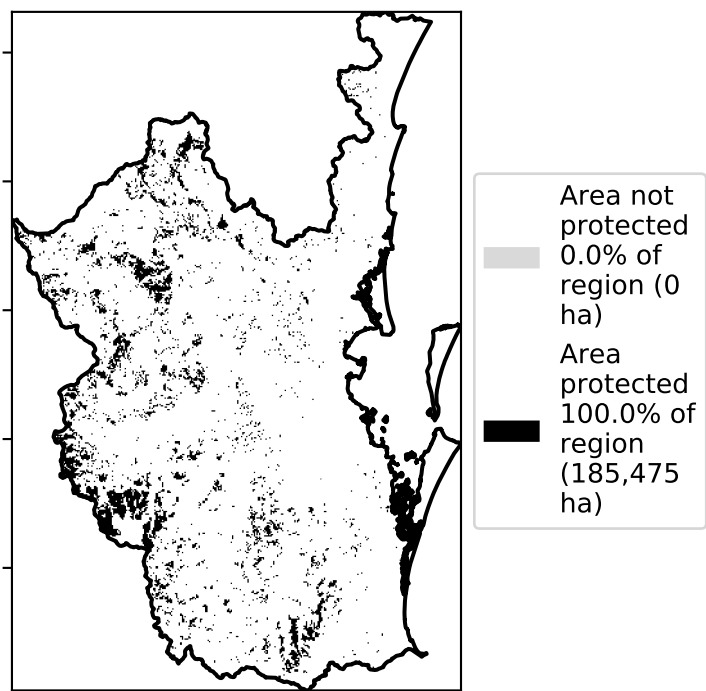 Area not
protected
0.0% of
region (0
ha)
Area
protected
100.0% of
region
(185,475
ha)